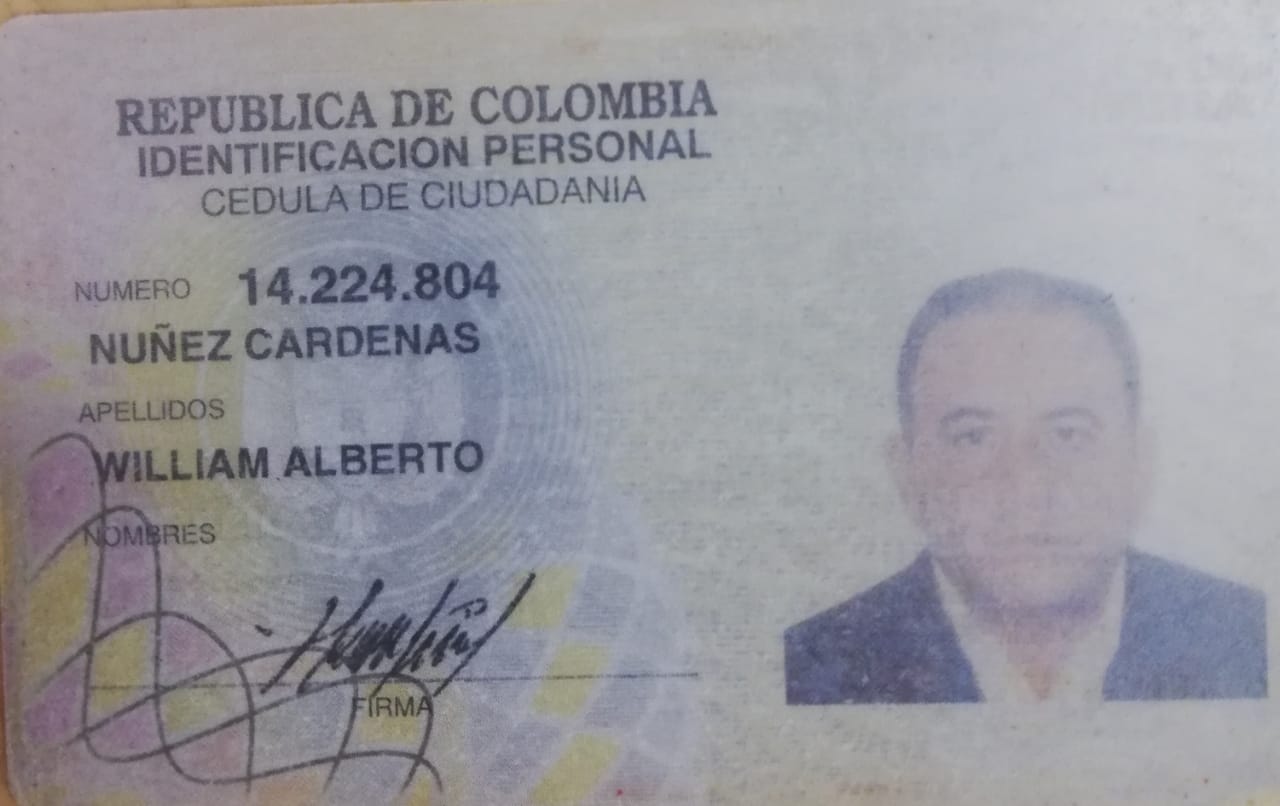 REPUBLICA DE COLOMBIA
IDENTIFICACION PERSONAL
CEDULA DE CIUDADANIA
NUMERO 14.224.804
NUÑEZ CARDENAS
APELLIDOS
WILLIAM ALBERTO
NOMBRES
FIRMA